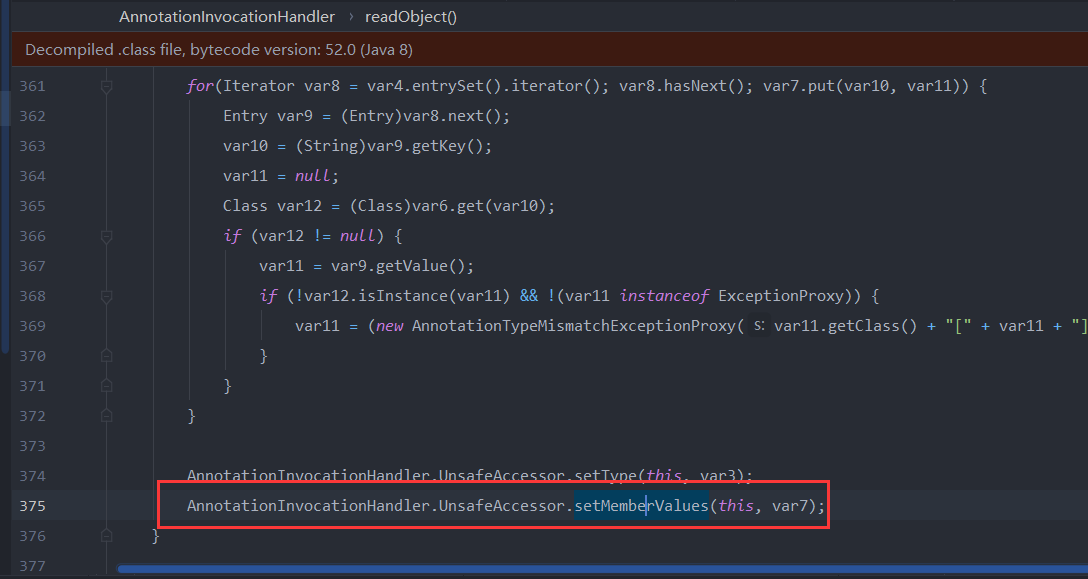 AnnotationInvocationHandler › readObject()
Decompiled .class file, bytecode version: 52.0 (Java 8)
361 for(Iterator var8 = var4.entrySet().iterator(); var8.hasNext(); var7.put(var10, var11)) {
362 Entry var9 = (Entry)var8.next();
363 var10 = (String)var9.getKey();
364 var11 = null;
365 Class var12 = (Class)var6.get(var10);
366 if (var12 != null) {
367 var11 = var9.getValue();
368 if (!var12.isInstance(var11) && !(var11 instanceof ExceptionProxy)) {
369 var11 = (new AnnotationTypeMismatchExceptionProxy( s: var11.getClass() + "[" + var11 + "]
370 }
371 }
372 }
373
374 AnnotationInvocationHandler.UnsafeAccessor.setType(this, var3);
375 AnnotationInvocationHandler.UnsafeAccessor.setMemberValues(this, var7);
376 }
377